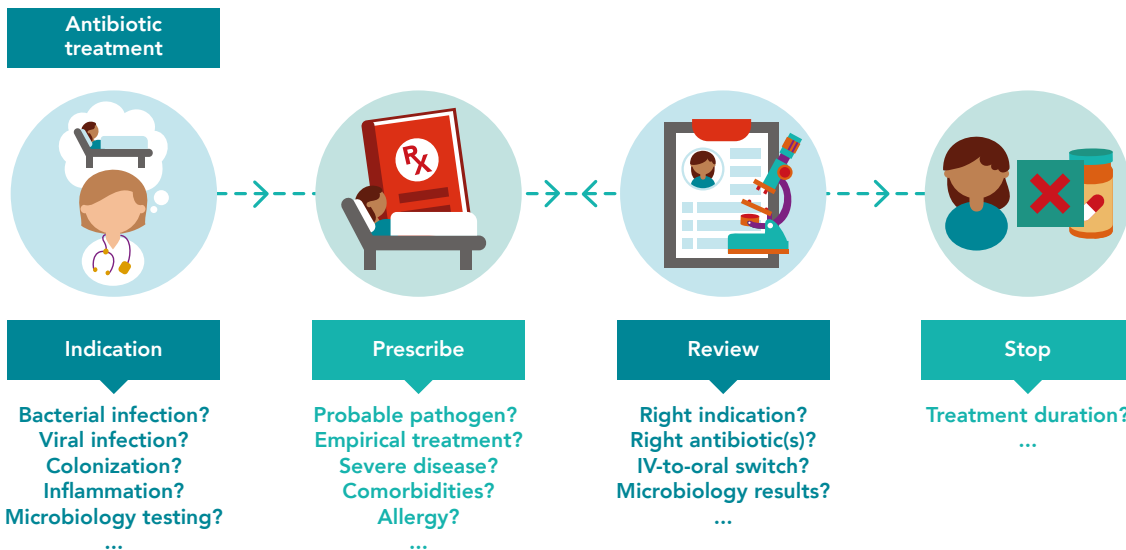 Antibiotic
treatment
Rx
Indication
Bacterial infection?
Viral infection?
Colonization?
Inflammation?
Microbiology testing?
...
Prescribe
Probable pathogen?
Empirical treatment?
Severe disease?
Comorbidities?
Allergy?
...
Review
Right indication?
Right antibiotic(s)?
IV-to-oral switch?
Microbiology results?
...
Stop
Treatment duration?
...